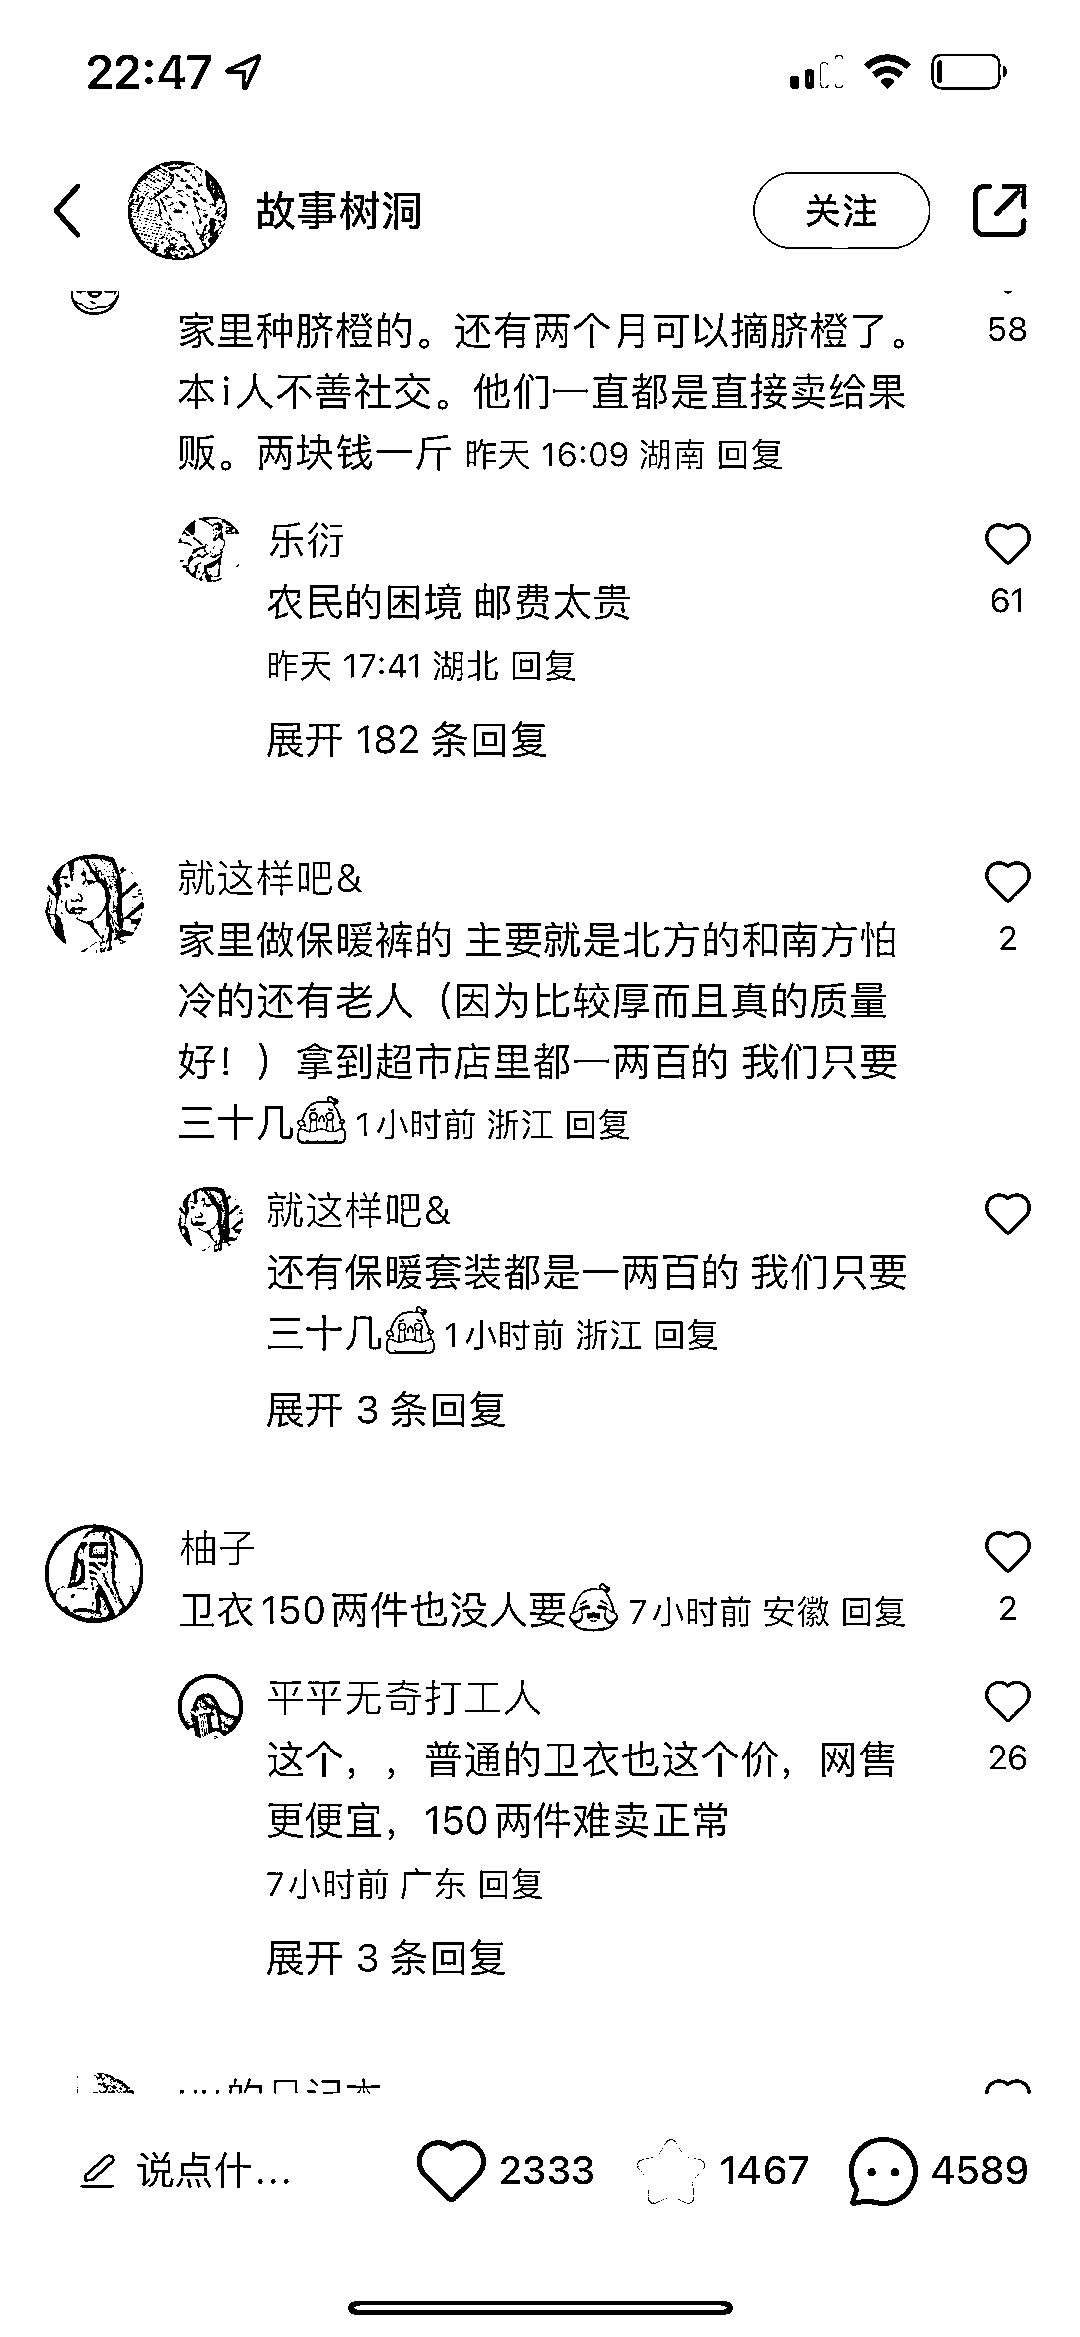 22:47
故事树洞 关注
家里种脐橙的。还有两个月可以摘脐橙了。 58
本i人不善社交。他们一直都是直接卖给果
贩。两块钱一斤 昨天 16:09 湖南 回复
乐衍
农民的困境 邮费太贵 61
昨天 17:41 湖北 回复
展开 182 条回复
就这样吧&
家里做保暖裤的 主要就是北方的和南方怕 2
冷的还有老人（因为比较厚而且真的质量
好！）拿到超市店里都一两百的 我们只要
三十几 1小时前 浙江 回复
就这样吧&
还有保暖套装都是一两百的 我们只要
三十几 1小时前 浙江 回复
展开 3 条回复
柚子
卫衣150两件也没人要 7小时前 安徽 回复 2
平平无奇打工人
这个，，普通的卫衣也这个价，网售 26
更便宜，150两件难卖正常
7小时前 广东 回复
展开 3 条回复
说点什... 2333 1467 4589